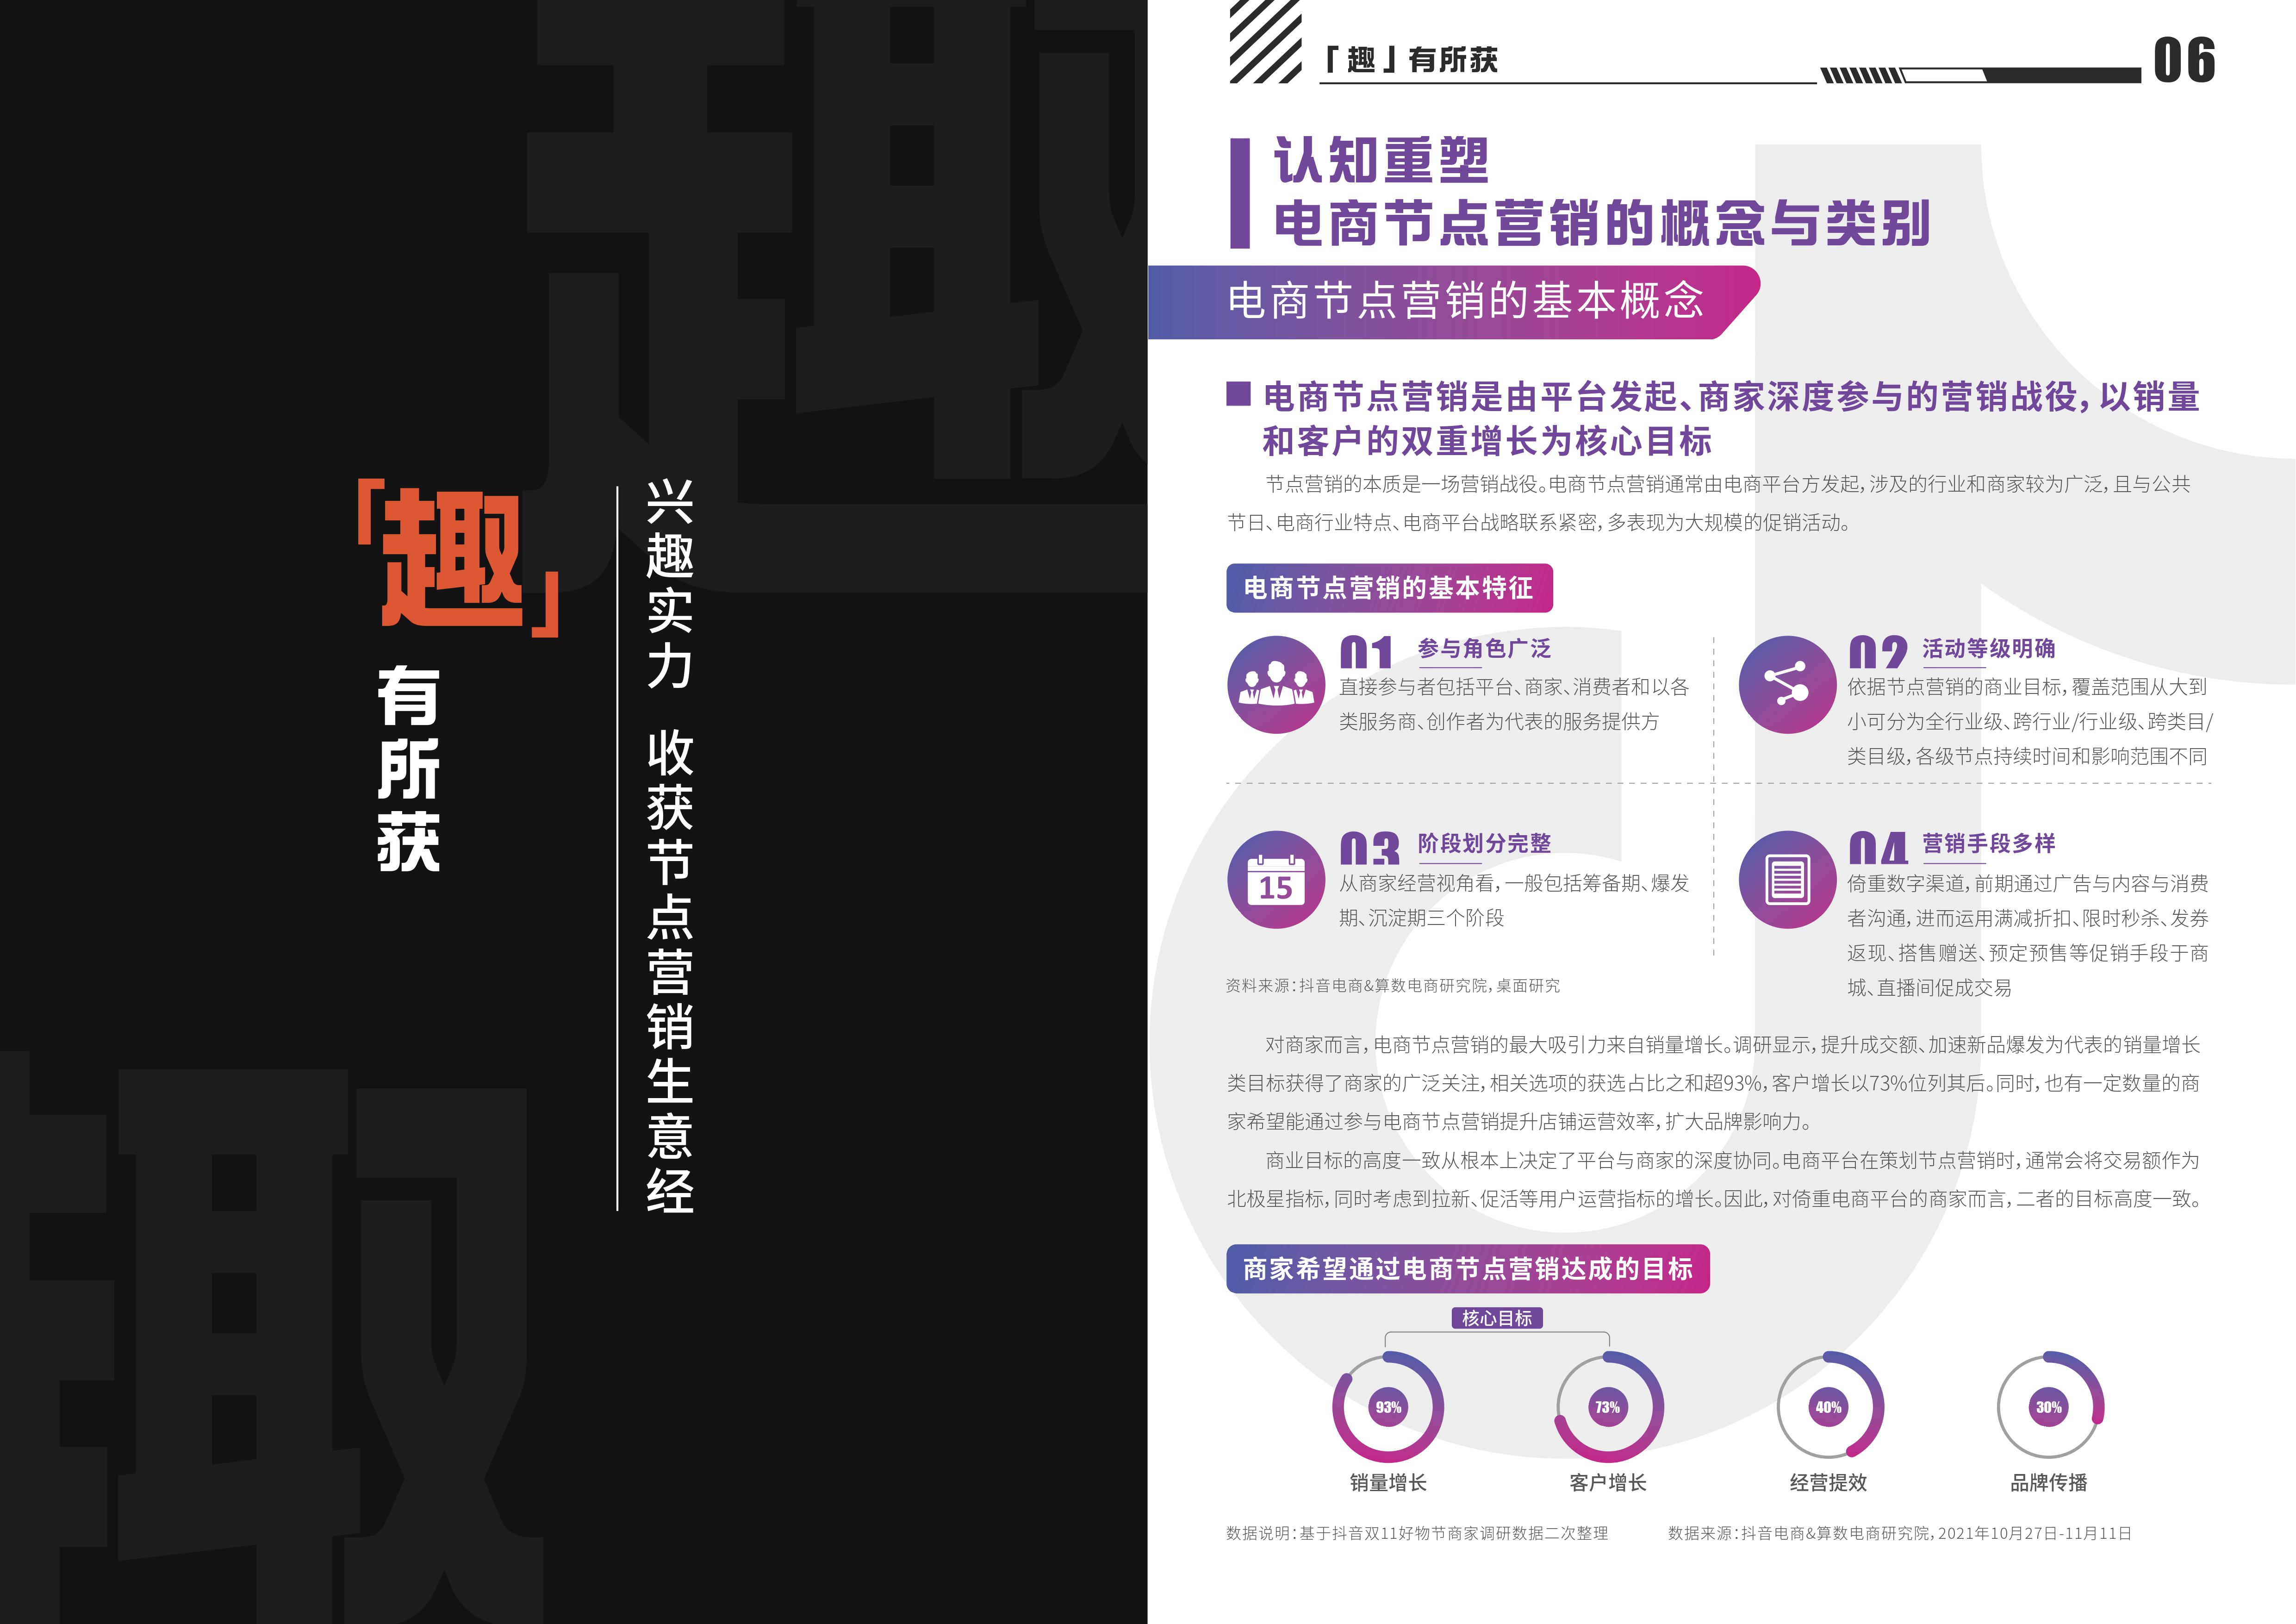 「趣」
有所获
兴趣实力 收获节点营销生意经
「趣」有所获
06
认知重塑
电商节点营销的概念与类别
电商节点营销的基本概念
电商节点营销是由平台发起、商家深度参与的营销战役，以销量
和客户的双重增长为核心目标
节点营销的本质是一场营销战役。电商节点营销通常由电商平台方发起，涉及的行业和商家较为广泛，且与公共
节日、电商行业特点、电商平台战略联系紧密，多表现为大规模的促销活动。
电商节点营销的基本特征
01 参与角色广泛
直接参与者包括平台、商家、消费者和以各
类服务商、创作者为代表的服务提供方
02 活动等级明确
依据节点营销的商业目标，覆盖范围从大到
小可分为全行业级、跨行业/行业级、跨类目/
类目级，各级节点持续时间和影响范围不同
15
03 阶段划分完整
从商家经营视角看，一般包括筹备期、爆发
期、沉淀期三个阶段
04 营销手段多样
倚重数字渠道，前期通过广告与内容与消费
者沟通，进而运用满减折扣、限时秒杀、发券
返现、搭售赠送、预定预售等促销手段于商
城、直播间促成交易
资料来源：抖音电商&算数电商研究院，桌面研究
对商家而言，电商节点营销的最大吸引力来自销量增长。调研显示，提升成交额、加速新品爆发为代表的销量增长
类目标获得了商家的广泛关注，相关选项的获选占比之和超93%，客户增长以73%位列其后。同时，也有一定数量的商
家希望能通过参与电商节点营销提升店铺运营效率，扩大品牌影响力。
商业目标的高度一致从根本上决定了平台与商家的深度协同。电商平台在策划节点营销时，通常会将交易额作为
北极星指标，同时考虑到拉新、促活等用户运营指标的增长。因此，对倚重电商平台的商家而言，二者的目标高度一致。
商家希望通过电商节点营销达成的目标
核心目标
93%
73%
40%
30%
销量增长
客户增长
经营提效
品牌传播
数据说明：基于抖音双11好物节商家调研数据二次整理
数据来源：抖音电商&算数电商研究院，2021年10月27日-11月11日